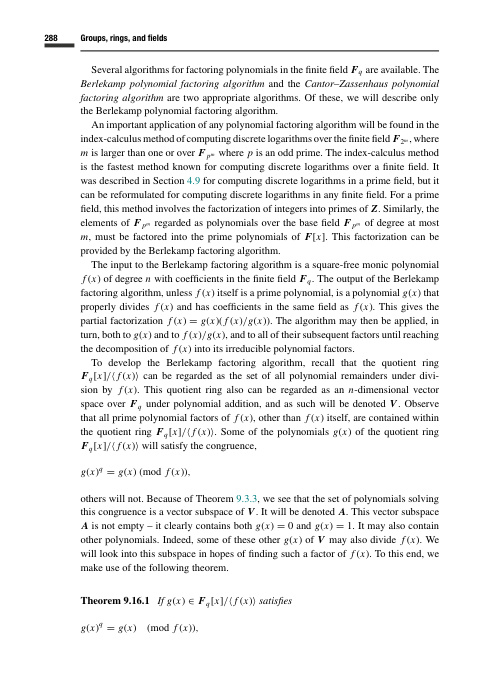 288 Groups, rings, and fields
Several algorithms for factoring polynomials in the finite field F_q are available. The
Berlekamp polynomial factoring algorithm and the Cantor–Zassenhaus polynomial
factoring algorithm are two appropriate algorithms. Of these, we will describe only
the Berlekamp polynomial factoring algorithm.
An important application of any polynomial factoring algorithm will be found in the
index-calculus method of computing discrete logarithms over the finite field F_{2^m}, where
m is larger than one or over F_{p^m} where p is an odd prime. The index-calculus method
is the fastest method known for computing discrete logarithms over a finite field. It
was described in Section 4.9 for computing discrete logarithms in a prime field, but it
can be reformulated for computing discrete logarithms in any finite field. For a prime
field, this method involves the factorization of integers into primes of Z. Similarly, the
elements of F_{p^m} regarded as polynomials over the base field F_{p^m} of degree at most
m, must be factored into the prime polynomials of F[x]. This factorization can be
provided by the Berlekamp factoring algorithm.
The input to the Berlekamp factoring algorithm is a square-free monic polynomial
f(x) of degree n with coefficients in the finite field F_q. The output of the Berlekamp
factoring algorithm, unless f(x) itself is a prime polynomial, is a polynomial g(x) that
properly divides f(x) and has coefficients in the same field as f(x). This gives the
partial factorization f(x) = g(x)(f(x)/g(x)). The algorithm may then be applied, in
turn, both to g(x) and to f(x)/g(x), and to all of their subsequent factors until reaching
the decomposition of f(x) into its irreducible polynomial factors.
To develop the Berlekamp factoring algorithm, recall that the quotient ring
F_q[x]/⟨f(x)⟩ can be regarded as the set of all polynomial remainders under divi-
sion by f(x). This quotient ring also can be regarded as an n-dimensional vector
space over F_q under polynomial addition, and as such will be denoted V. Observe
that all prime polynomial factors of f(x), other than f(x) itself, are contained within
the quotient ring F_q[x]/⟨f(x)⟩. Some of the polynomials g(x) of the quotient ring
F_q[x]/⟨f(x)⟩ will satisfy the congruence,
g(x)^q = g(x) (mod f(x)),
others will not. Because of Theorem 9.3.3, we see that the set of polynomials solving
this congruence is a vector subspace of V. It will be denoted A. This vector subspace
A is not empty – it clearly contains both g(x) = 0 and g(x) = 1. It may also contain
other polynomials. Indeed, some of these other g(x) of V may also divide f(x). We
will look into this subspace in hopes of finding such a factor of f(x). To this end, we
make use of the following theorem.
Theorem 9.16.1 If g(x) ∈ F_q[x]/⟨f(x)⟩ satisfies
g(x)^q = g(x) (mod f(x)),